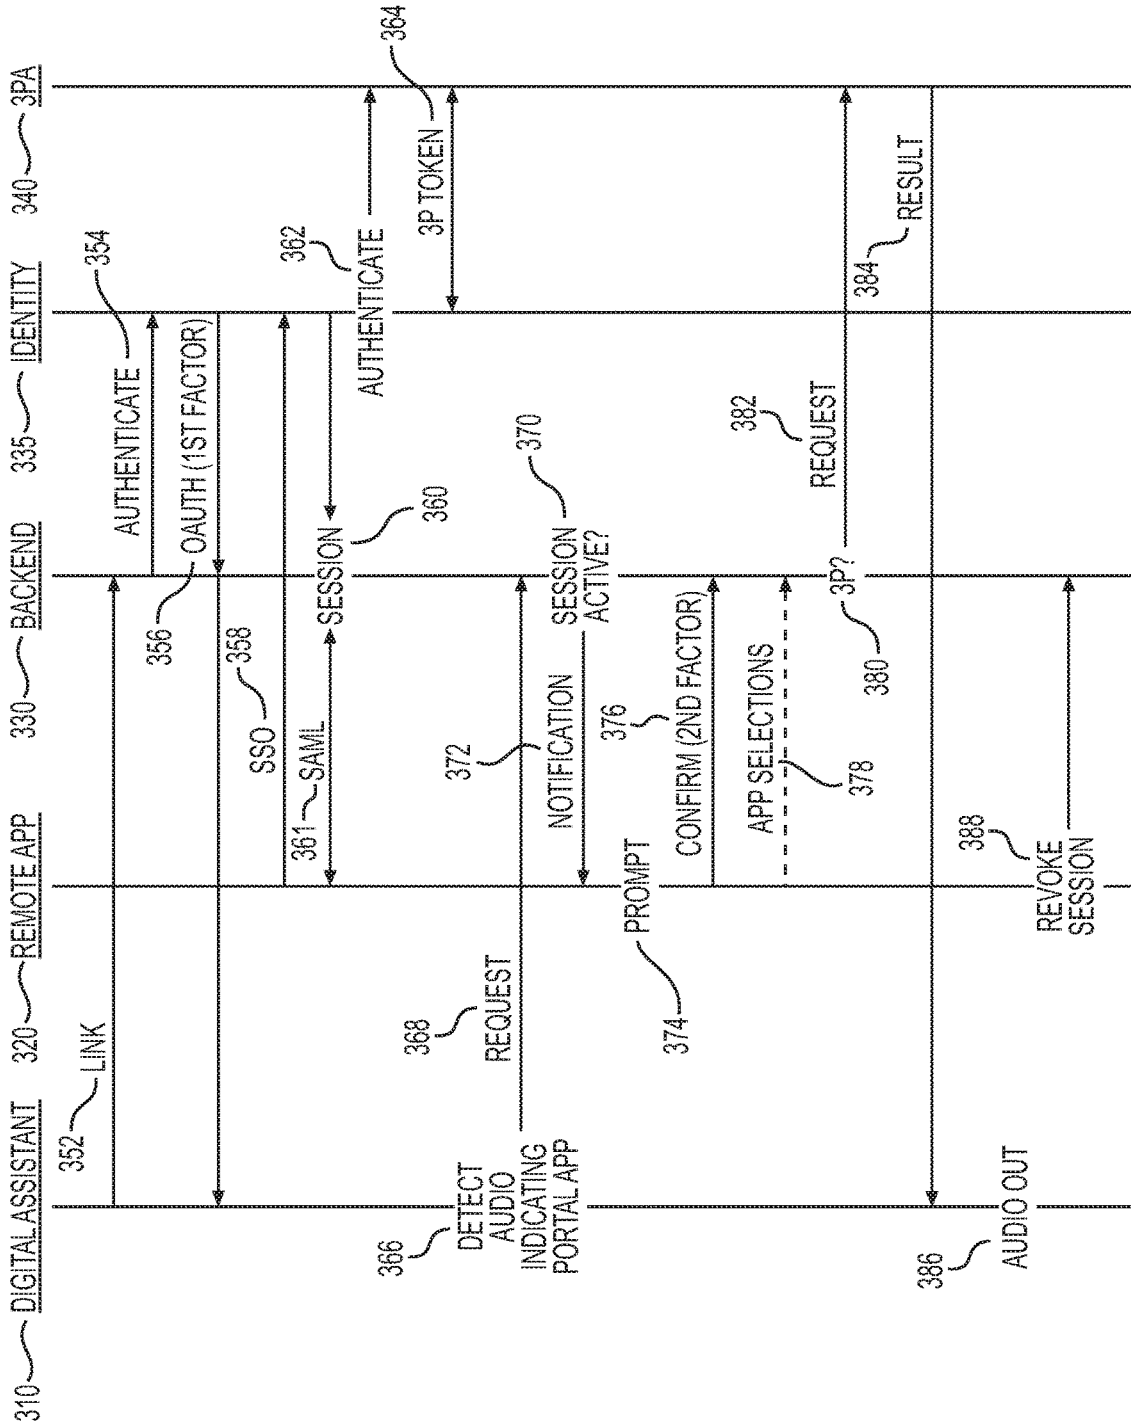 310 DIGITAL ASSISTANT
320 REMOTE APP
330 BACKEND
335 IDENTITY
340 3PA
352 LINK
AUTHENTICATE 354
356 OAUTH (1ST FACTOR)
SSO 358
361 SAML
SESSION 360
AUTHENTICATE 362
3P TOKEN 364
366 DETECT
AUDIO
INDICATING
PORTAL APP
368 REQUEST
SESSION
ACTIVE?
370
372 NOTIFICATION
374 PROMPT
376 CONFIRM (2ND FACTOR)
APP SELECTIONS
378
3P?
380
382 REQUEST
384 RESULT
386 AUDIO OUT
388 REVOKE
SESSION